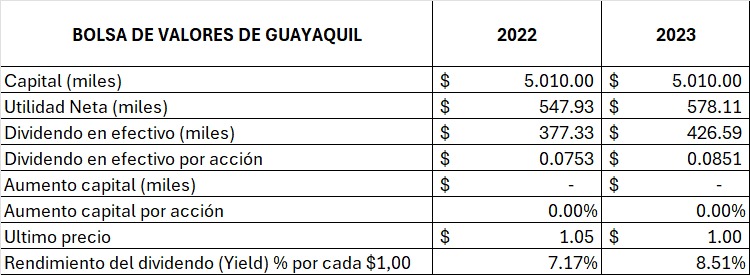 BOLSA DE VALORES DE GUAYAQUIL 2022 2023
Capital (miles) $ 5.010.00 $ 5.010.00
Utilidad Neta (miles) $ 547.93 $ 578.11
Dividendo en efectivo (miles) $ 377.33 $ 426.59
Dividendo en efectivo por acción $ 0.0753 $ 0.0851
Aumento capital (miles) $ - $ -
Aumento capital por acción 0.00% 0.00%
Ultimo precio $ 1.05 $ 1.00
Rendimiento del dividendo (Yield) % por cada $1,00 7.17% 8.51%